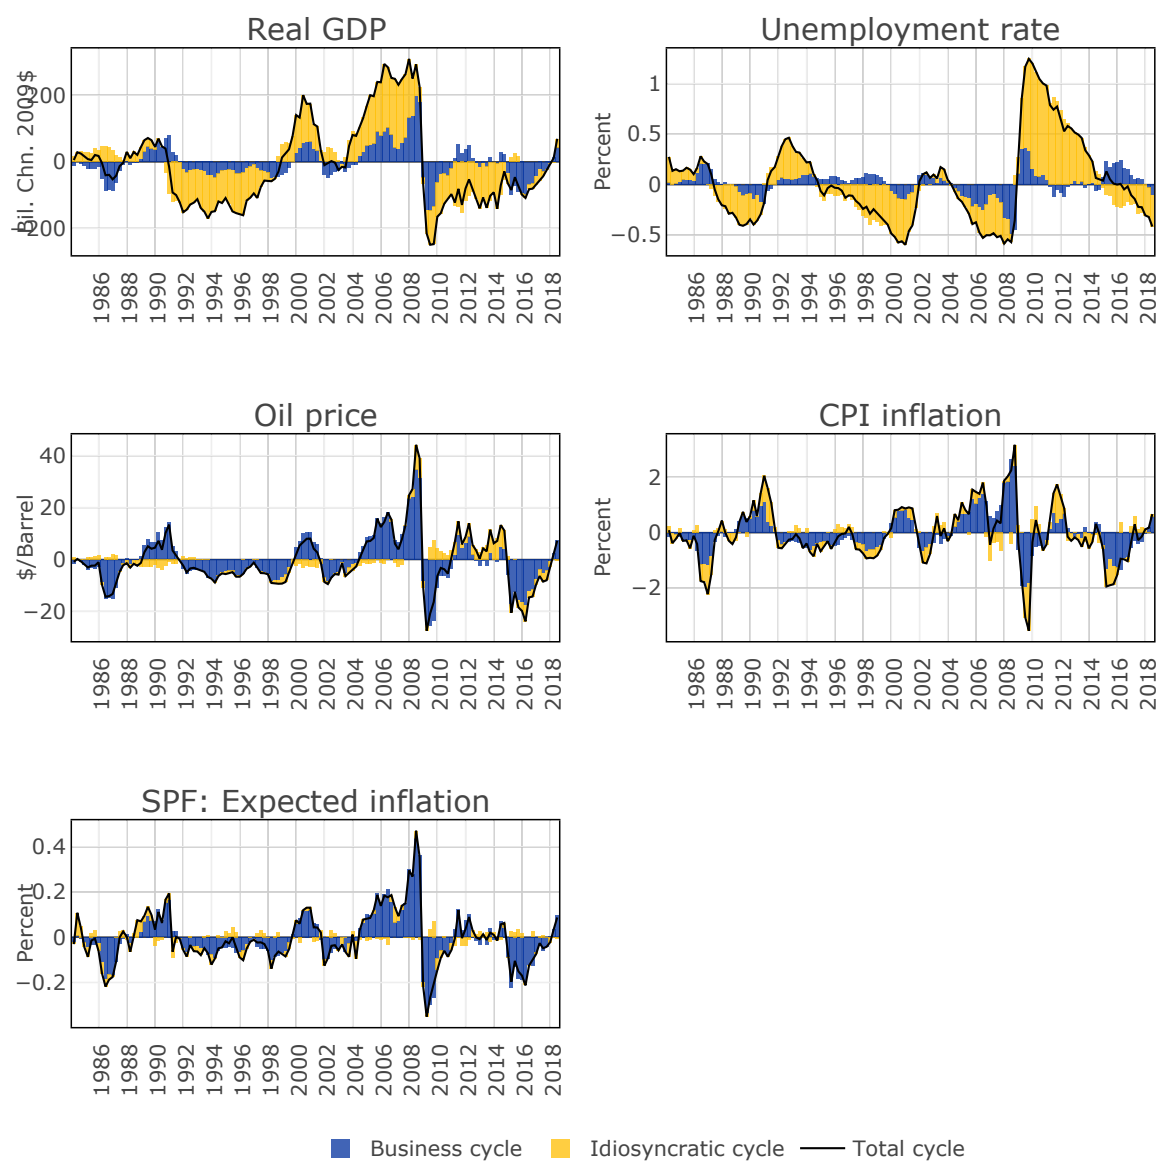 Real GDP
Bil. Chn. 2009$
200
0
−200
1986 1988 1990 1992 1994 1996 1998 2000 2002 2004 2006 2008 2010 2012 2014 2016 2018
Unemployment rate
Percent
1
0.5
0
−0.5
1986 1988 1990 1992 1994 1996 1998 2000 2002 2004 2006 2008 2010 2012 2014 2016 2018
Oil price
$/Barrel
40
20
0
−20
1986 1988 1990 1992 1994 1996 1998 2000 2002 2004 2006 2008 2010 2012 2014 2016 2018
CPI inflation
Percent
2
0
−2
1986 1988 1990 1992 1994 1996 1998 2000 2002 2004 2006 2008 2010 2012 2014 2016 2018
SPF: Expected inflation
Percent
0.4
0.2
0
−0.2
1986 1988 1990 1992 1994 1996 1998 2000 2002 2004 2006 2008 2010 2012 2014 2016 2018
Business cycle Idiosyncratic cycle Total cycle